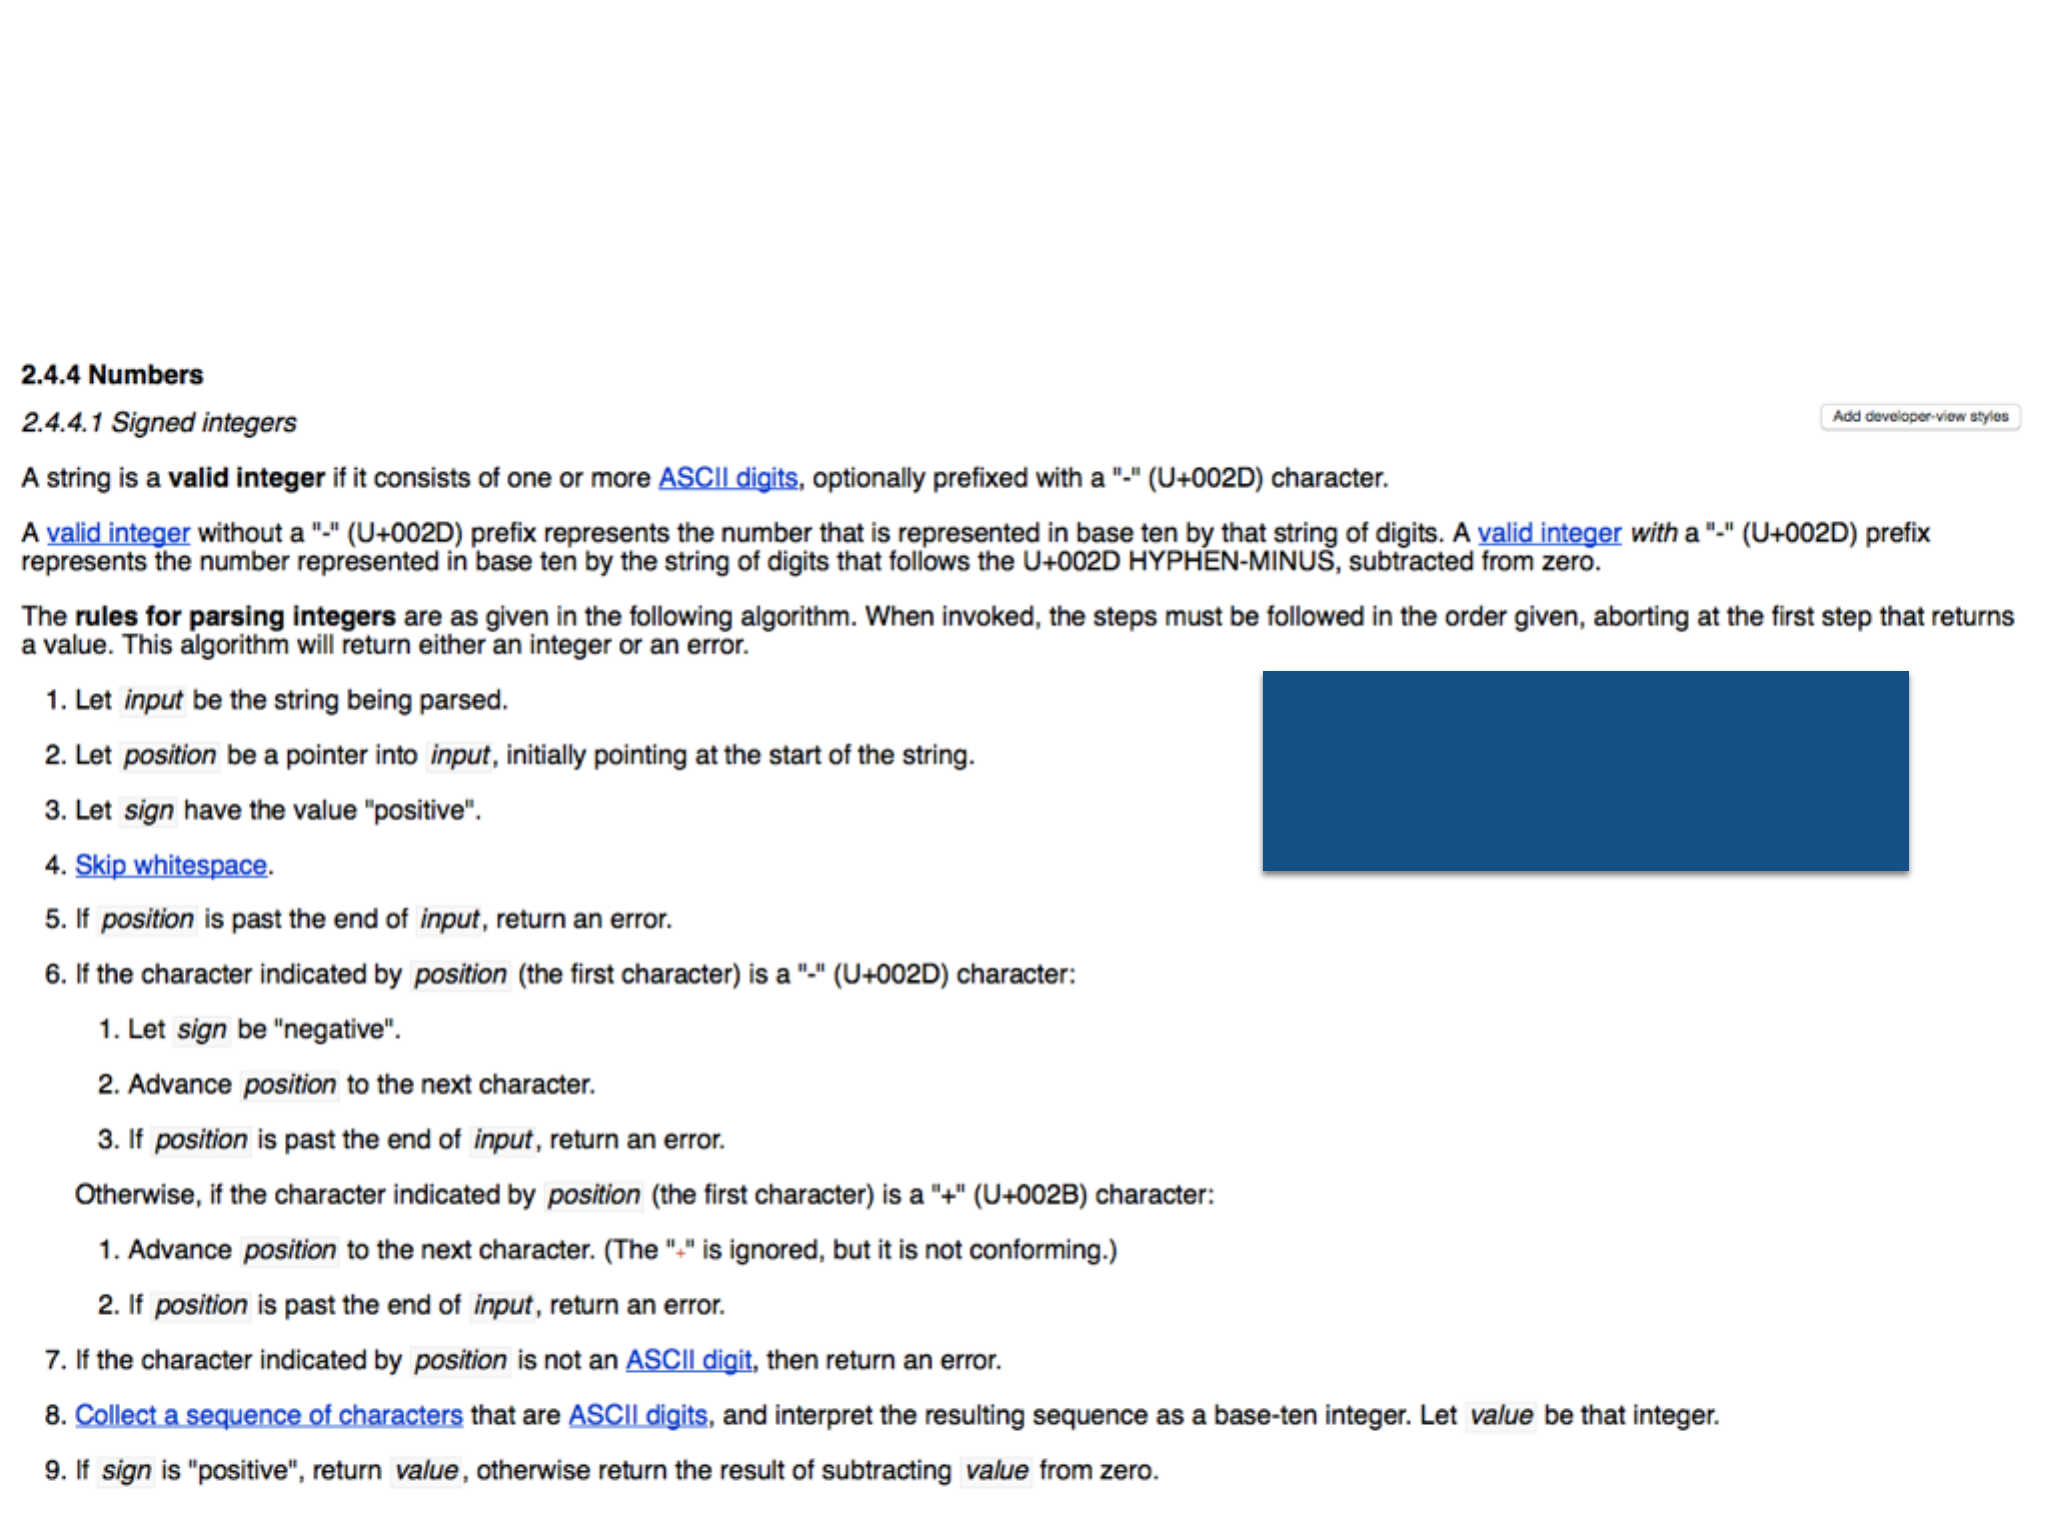 2.4.4 Numbers
2.4.4.1 Signed integers
Add developer-view styles
A string is a valid integer if it consists of one or more ASCII digits, optionally prefixed with a "-" (U+002D) character.
A valid integer without a "-" (U+002D) prefix represents the number that is represented in base ten by that string of digits. A valid integer with a "-" (U+002D) prefix
represents the number represented in base ten by the string of digits that follows the U+002D HYPHEN-MINUS, subtracted from zero.
The rules for parsing integers are as given in the following algorithm. When invoked, the steps must be followed in the order given, aborting at the first step that returns
a value. This algorithm will return either an integer or an error.
1. Let input be the string being parsed.
2. Let position be a pointer into input, initially pointing at the start of the string.
3. Let sign have the value "positive".
4. Skip whitespace.
5. If position is past the end of input, return an error.
6. If the character indicated by position (the first character) is a "-" (U+002D) character:
1. Let sign be "negative".
2. Advance position to the next character.
3. If position is past the end of input, return an error.
Otherwise, if the character indicated by position (the first character) is a "+" (U+002B) character:
1. Advance position to the next character. (The "+" is ignored, but it is not conforming.)
2. If position is past the end of input, return an error.
7. If the character indicated by position is not an ASCII digit, then return an error.
8. Collect a sequence of characters that are ASCII digits, and interpret the resulting sequence as a base-ten integer. Let value be that integer.
9. If sign is "positive", return value, otherwise return the result of subtracting value from zero.